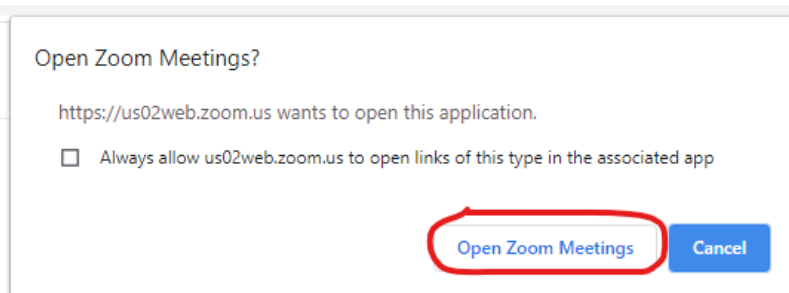 Open Zoom Meetings?
https://us02web.zoom.us wants to open this application.
Always allow us02web.zoom.us to open links of this type in the associated app
Open Zoom Meetings Cancel